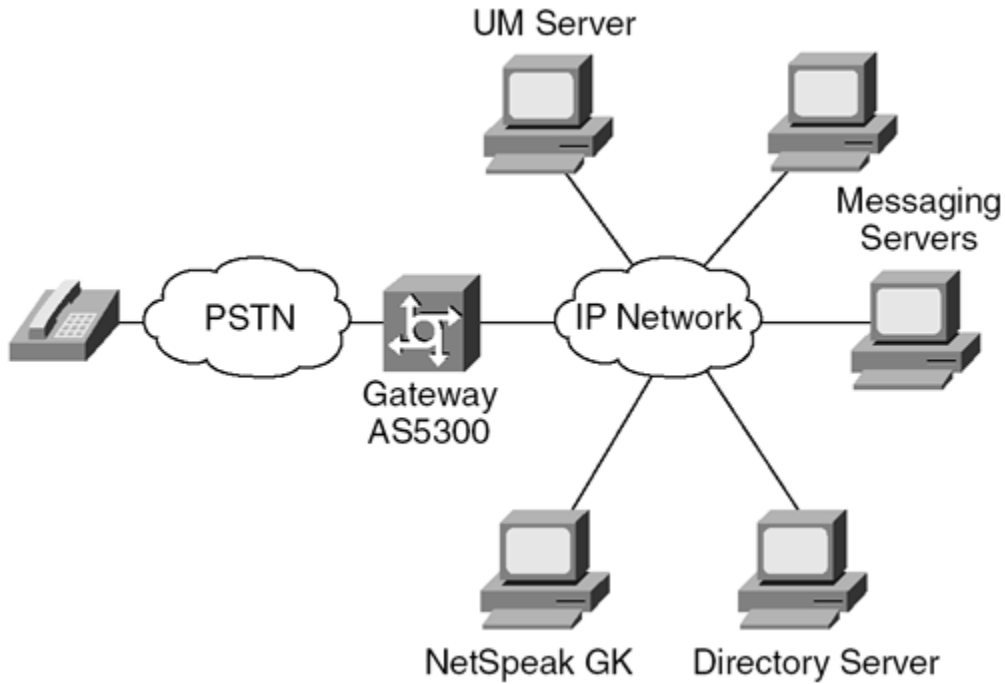 UM Server
Messaging
Servers
PSTN
IP Network
Gateway
AS5300
NetSpeak GK
Directory Server